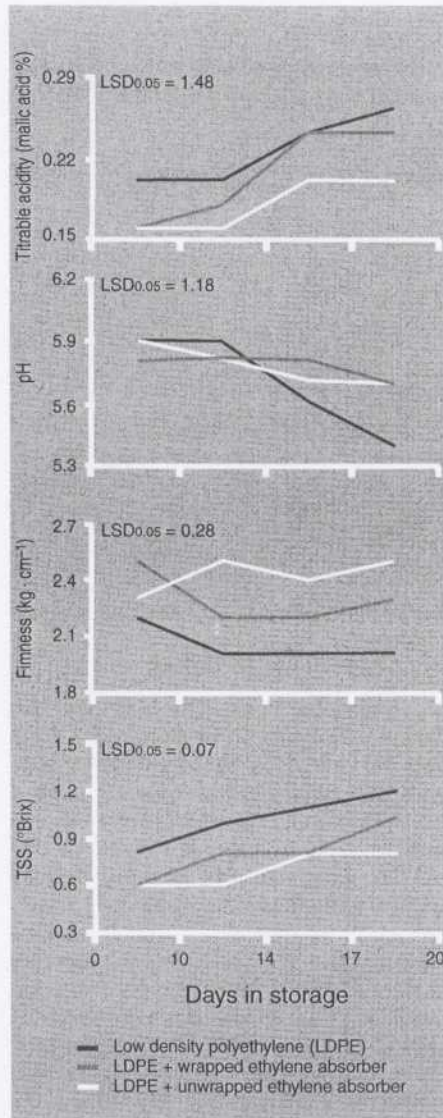 Titrable acidity (malic acid %)
0.29
0.22
0.15
LSD0.05 = 1.48
pH
6.2
5.9
5.6
5.3
LSD0.05 = 1.18
Fimness (kg · cm⁻¹)
2.7
2.4
2.1
1.8
LSD0.05 = 0.28
TSS (°Brix)
1.5
1.2
0.9
0.6
0.3
LSD0.05 = 0.07
0 10 14 17 20
Days in storage
Low density polyethylene (LDPE)
LDPE + wrapped ethylene absorber
LDPE + unwrapped ethylene absorber